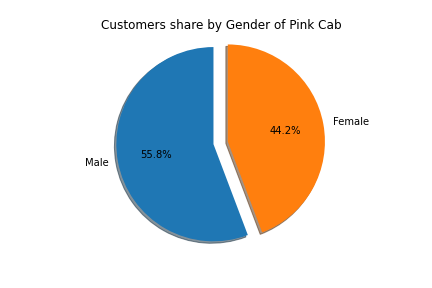 Customers share by Gender of Pink Cab
Female
44.2%
55.8%
Male